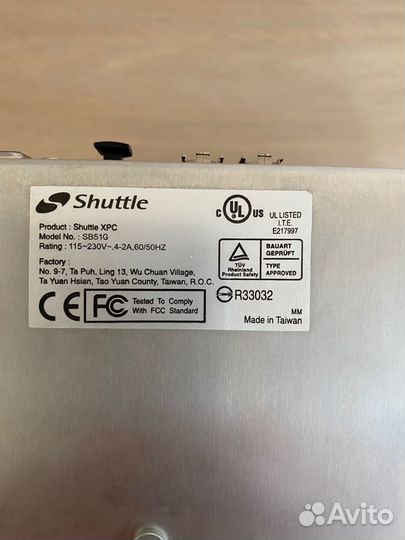 Shuttle
Product : Shuttle XPC
Model No. : SB51G
Rating : 115~230V~,4-2A,60/50HZ
Factory :
No. 9-7, Ta Puh, Ling 13, Wu Chuan Village,
Ta Yuan Hsian, Tao Yuan County, Taiwan, R.O.C.
CE FC Tested To Comply
With FCC Standard
C UL US UL LISTED
I.T.E.
E217997
TÜV
Rheinland
Product Safety
BAUART
GEPRÜFT
TYPE
APPROVED
R33032
MM
Made in Taiwan
Avito